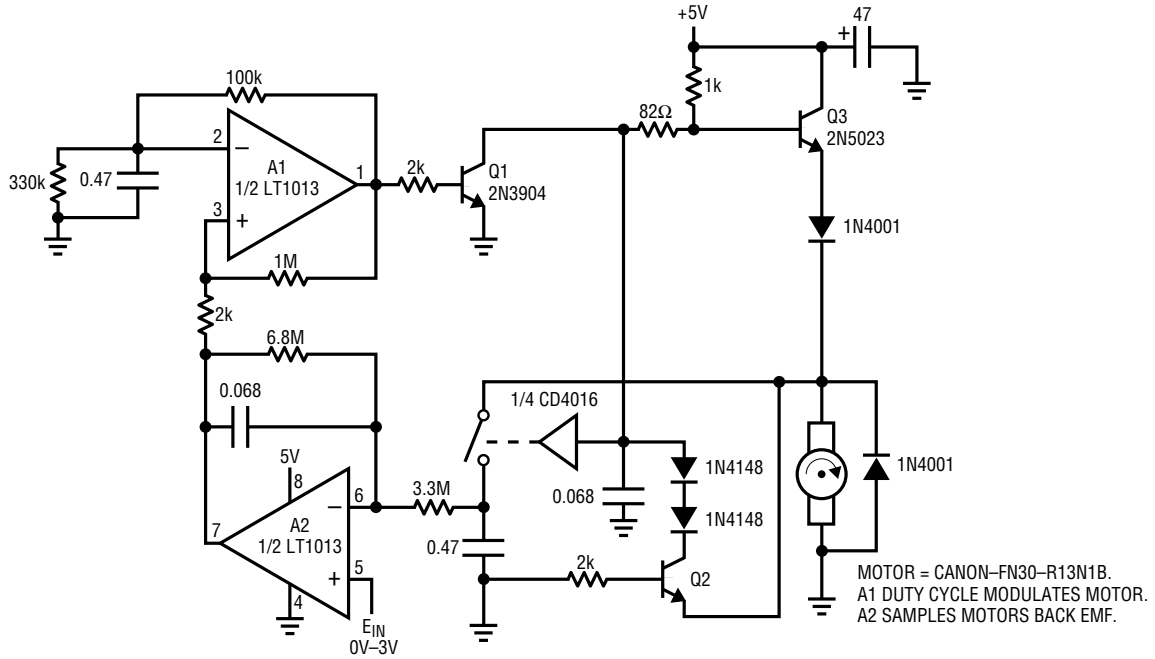 +5V
47
+
100k
1k
82Ω
Q3
2N5023
2
−
A1
1/2 LT1013
1
2k
Q1
2N3904
330k
0.47
3
+
1N4001
1M
2k
6.8M
0.068
1/4 CD4016
5V
8
1N4148
1N4001
6
−
3.3M
0.068
1N4148
7
A2
1/2 LT1013
0.47
5
+
2k
Q2
4
EIN
0V–3V
MOTOR = CANON–FN30–R13N1B.
A1 DUTY CYCLE MODULATES MOTOR.
A2 SAMPLES MOTORS BACK EMF.